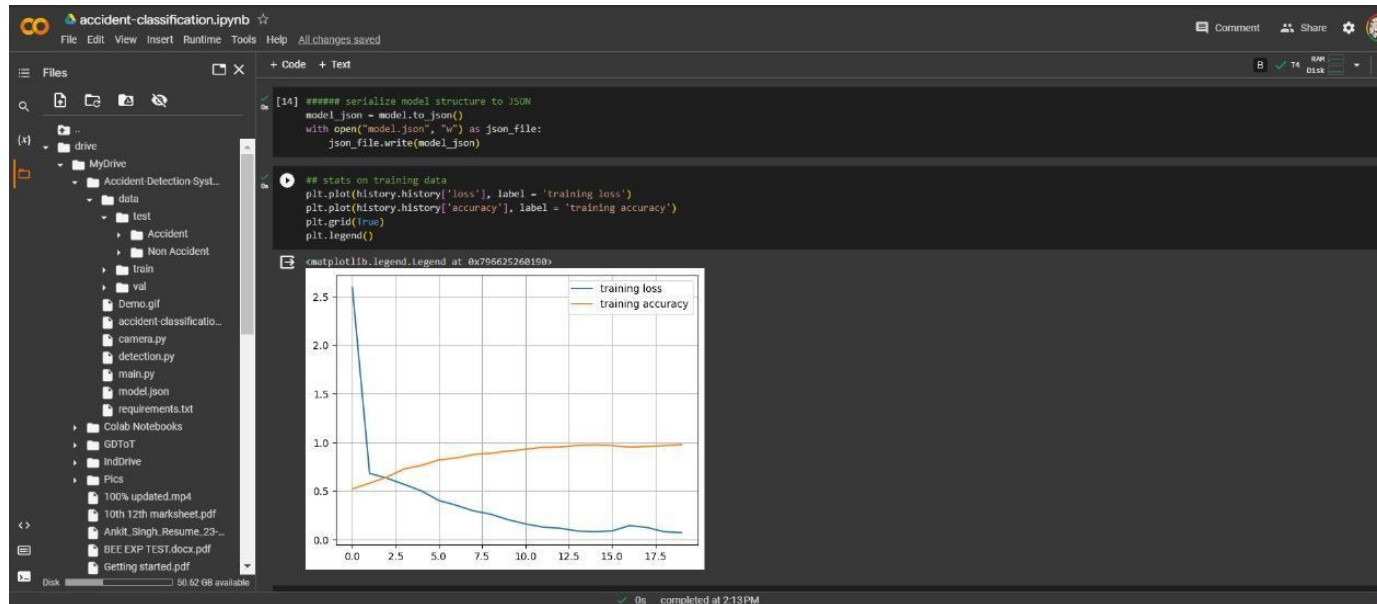 accident-classification.ipynb
Comment
Share
File Edit View Insert Runtime Tools Help All changes saved
Files
+ Code + Text
B
T4
RAM
Disk
..
{x}
drive
MyDrive
Accident-Detection-Syst...
data
test
Accident
Non Accident
train
val
Demo.gif
accident-classificatio...
camera.py
detection.py
main.py
model.json
requirements.txt
Colab Notebooks
GDToT
IndDrive
Pics
100% updated.mp4
10th 12th marksheet.pdf
Ankit_Singh_Resume_23-...
BEE EXP TEST.docx.pdf
Getting started.pdf
Disk
50.62 GB available
0s
[14] ###### serialize model structure to JSON
model_json = model.to_json()
with open("model.json", "w") as json_file:
json_file.write(model_json)
0s
## stats on training data
plt.plot(history.history['loss'], label = 'training loss')
plt.plot(history.history['accuracy'], label = 'training accuracy')
plt.grid(True)
plt.legend()
<matplotlib.legend.Legend at 0x796625260190>
training loss
training accuracy
2.5
2.0
1.5
1.0
0.5
0.0
0.0 2.5 5.0 7.5 10.0 12.5 15.0 17.5
0s completed at 2:13 PM